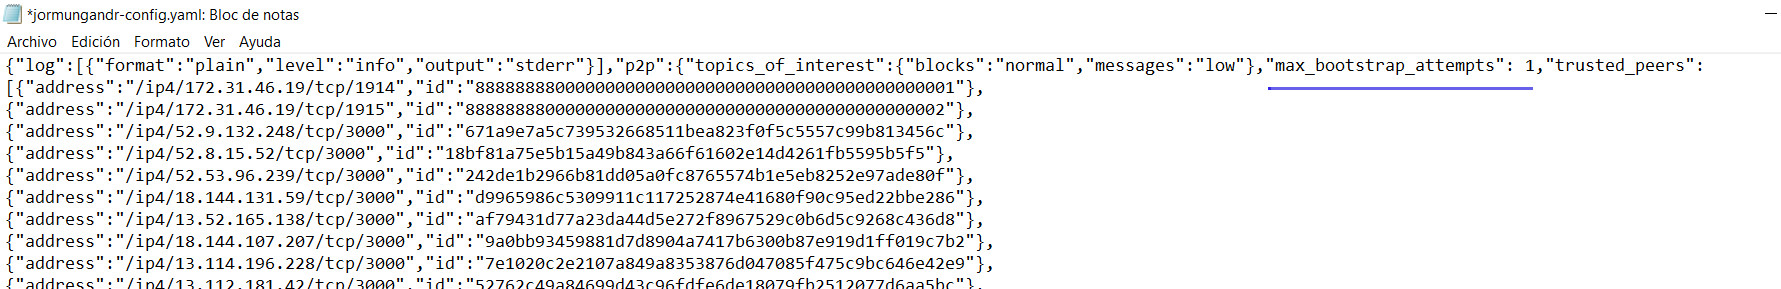 *jormungandr-config.yaml: Bloc de notas
Archivo Edición Formato Ver Ayuda
{"log":[{"format":"plain","level":"info","output":"stderr"}],"p2p":{"topics_of_interest":{"blocks":"normal","messages":"low"},"max_bootstrap_attempts": 1,"trusted_peers":
[{"address":"/ip4/172.31.46.19/tcp/1914","id":"888888880000000000000000000000000000000000000001"},
{"address":"/ip4/172.31.46.19/tcp/1915","id":"888888880000000000000000000000000000000000000002"},
{"address":"/ip4/52.9.132.248/tcp/3000","id":"671a9e7a5c739532668511bea823f0f5c5557c99b813456c"},
{"address":"/ip4/52.8.15.52/tcp/3000","id":"18bf81a75e5b15a49b843a66f61602e14d4261fb5595b5f5"},
{"address":"/ip4/52.53.96.239/tcp/3000","id":"242de1b2966b81dd05a0fc8765574b1e5eb8252e97ade80f"},
{"address":"/ip4/18.144.131.59/tcp/3000","id":"d9965986c5309911c117252874e41680f90c95ed22bbe286"},
{"address":"/ip4/13.52.165.138/tcp/3000","id":"af79431d77a23da44d5e272f8967529c0b6d5c9268c436d8"},
{"address":"/ip4/18.144.107.207/tcp/3000","id":"9a0bb93459881d7d8904a7417b6300b87e919d1ff019c7b2"},
{"address":"/ip4/13.114.196.228/tcp/3000","id":"7e1020c2e2107a849a8353876d047085f475c9bc646e42e9"},
{"address":"/ip4/13.112.181.42/tcp/3000","id":"52762c49a84699d43c96fdfe6de18079fb2512077d6aa5bc"},